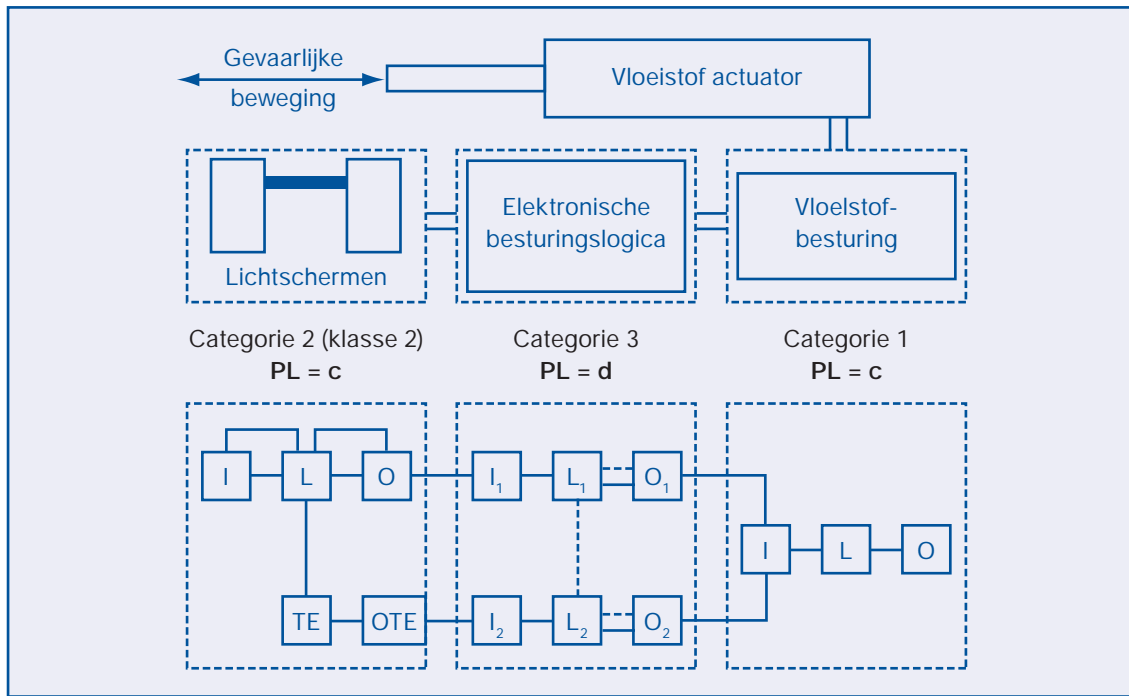 Gevaarlijke
beweging
Vloeistof actuator
Lichtschermen
Elektronische
besturingslogica
Vloelstof-
besturing
Categorie 2 (klasse 2)
PL = c
Categorie 3
PL = d
Categorie 1
PL = c
I L O
I₁ L₁ O₁
I L O
TE OTE
I₂ L₂ O₂